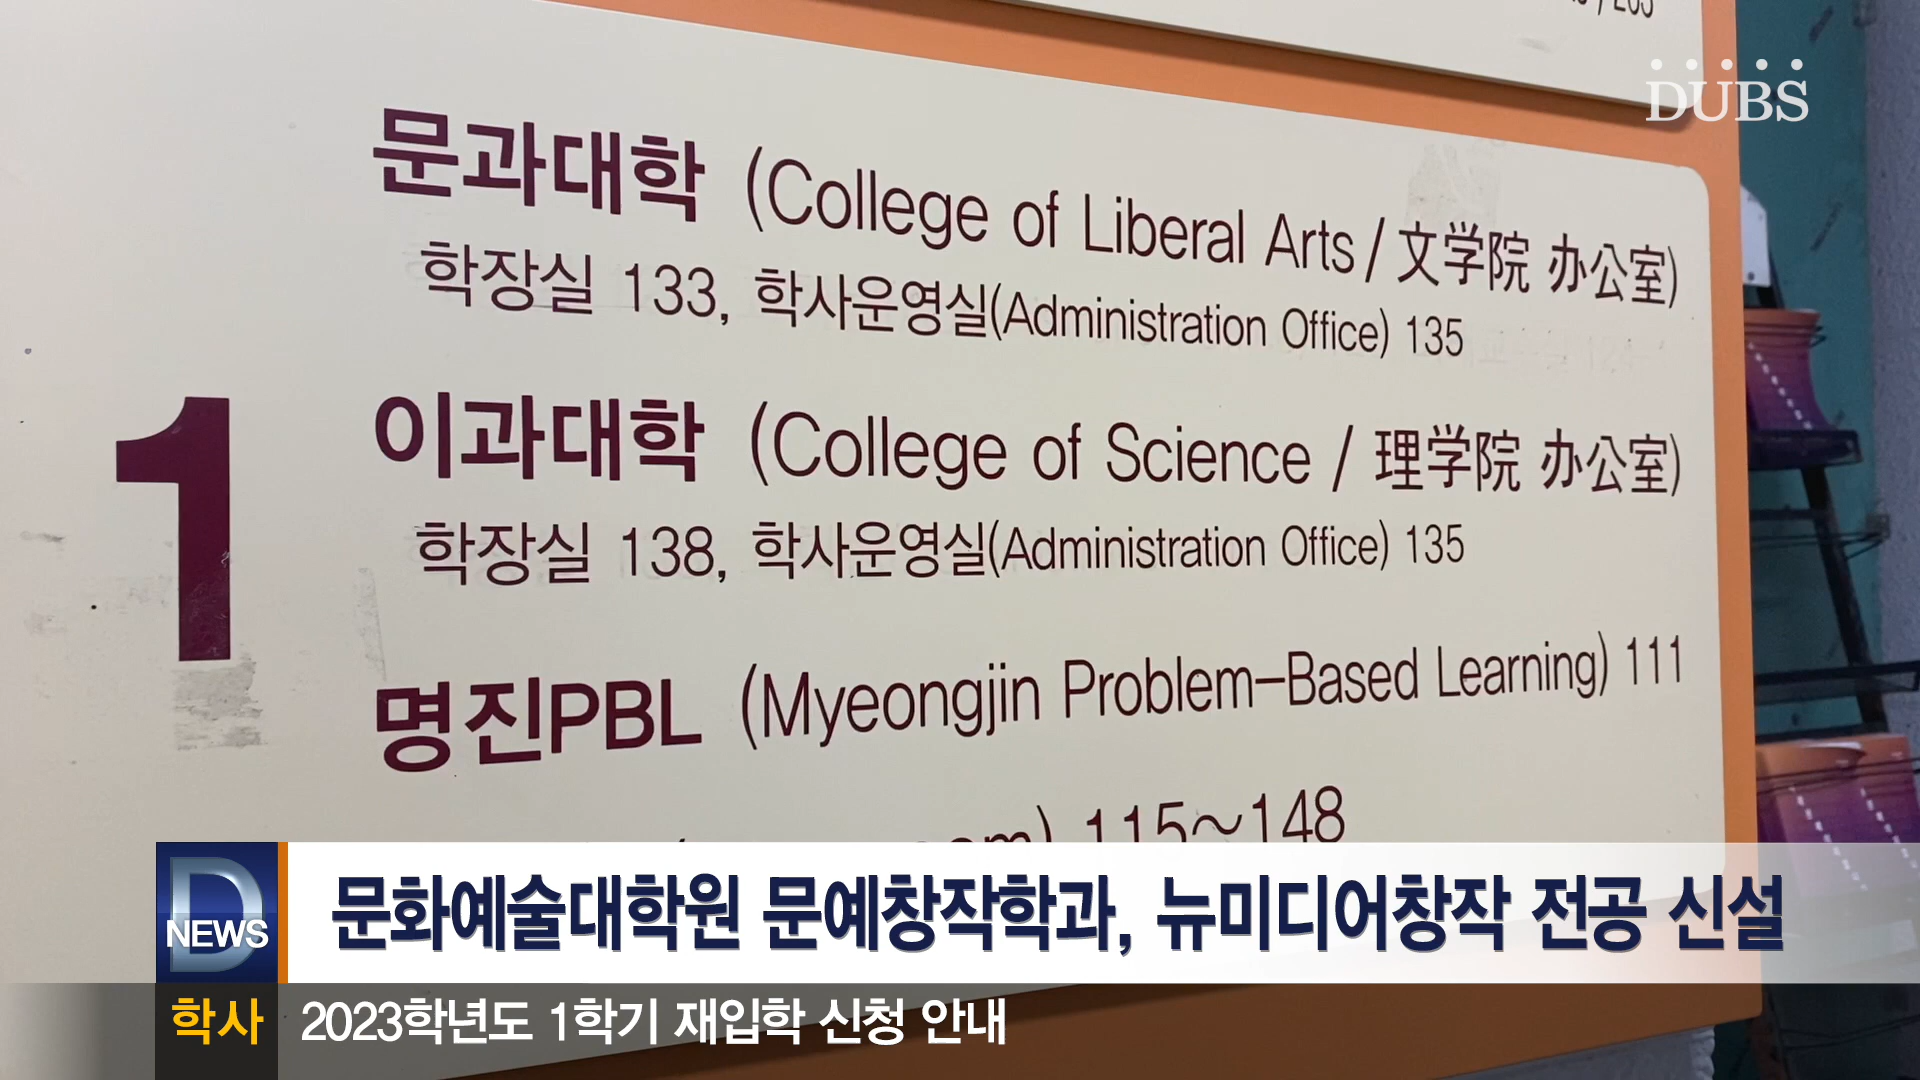 DUBS
문과대학 (College of Liberal Arts / 文学院 办公室)
학장실 133, 학사운영실(Administration Office) 135
1
이과대학 (College of Science / 理学院 办公室)
학장실 138, 학사운영실(Administration Office) 135
명진PBL (Myeongjin Problem-Based Learning) 111
115~148
D NEWS
문화예술대학원 문예창작학과, 뉴미디어창작 전공 신설
학사 2023학년도 1학기 재입학 신청 안내